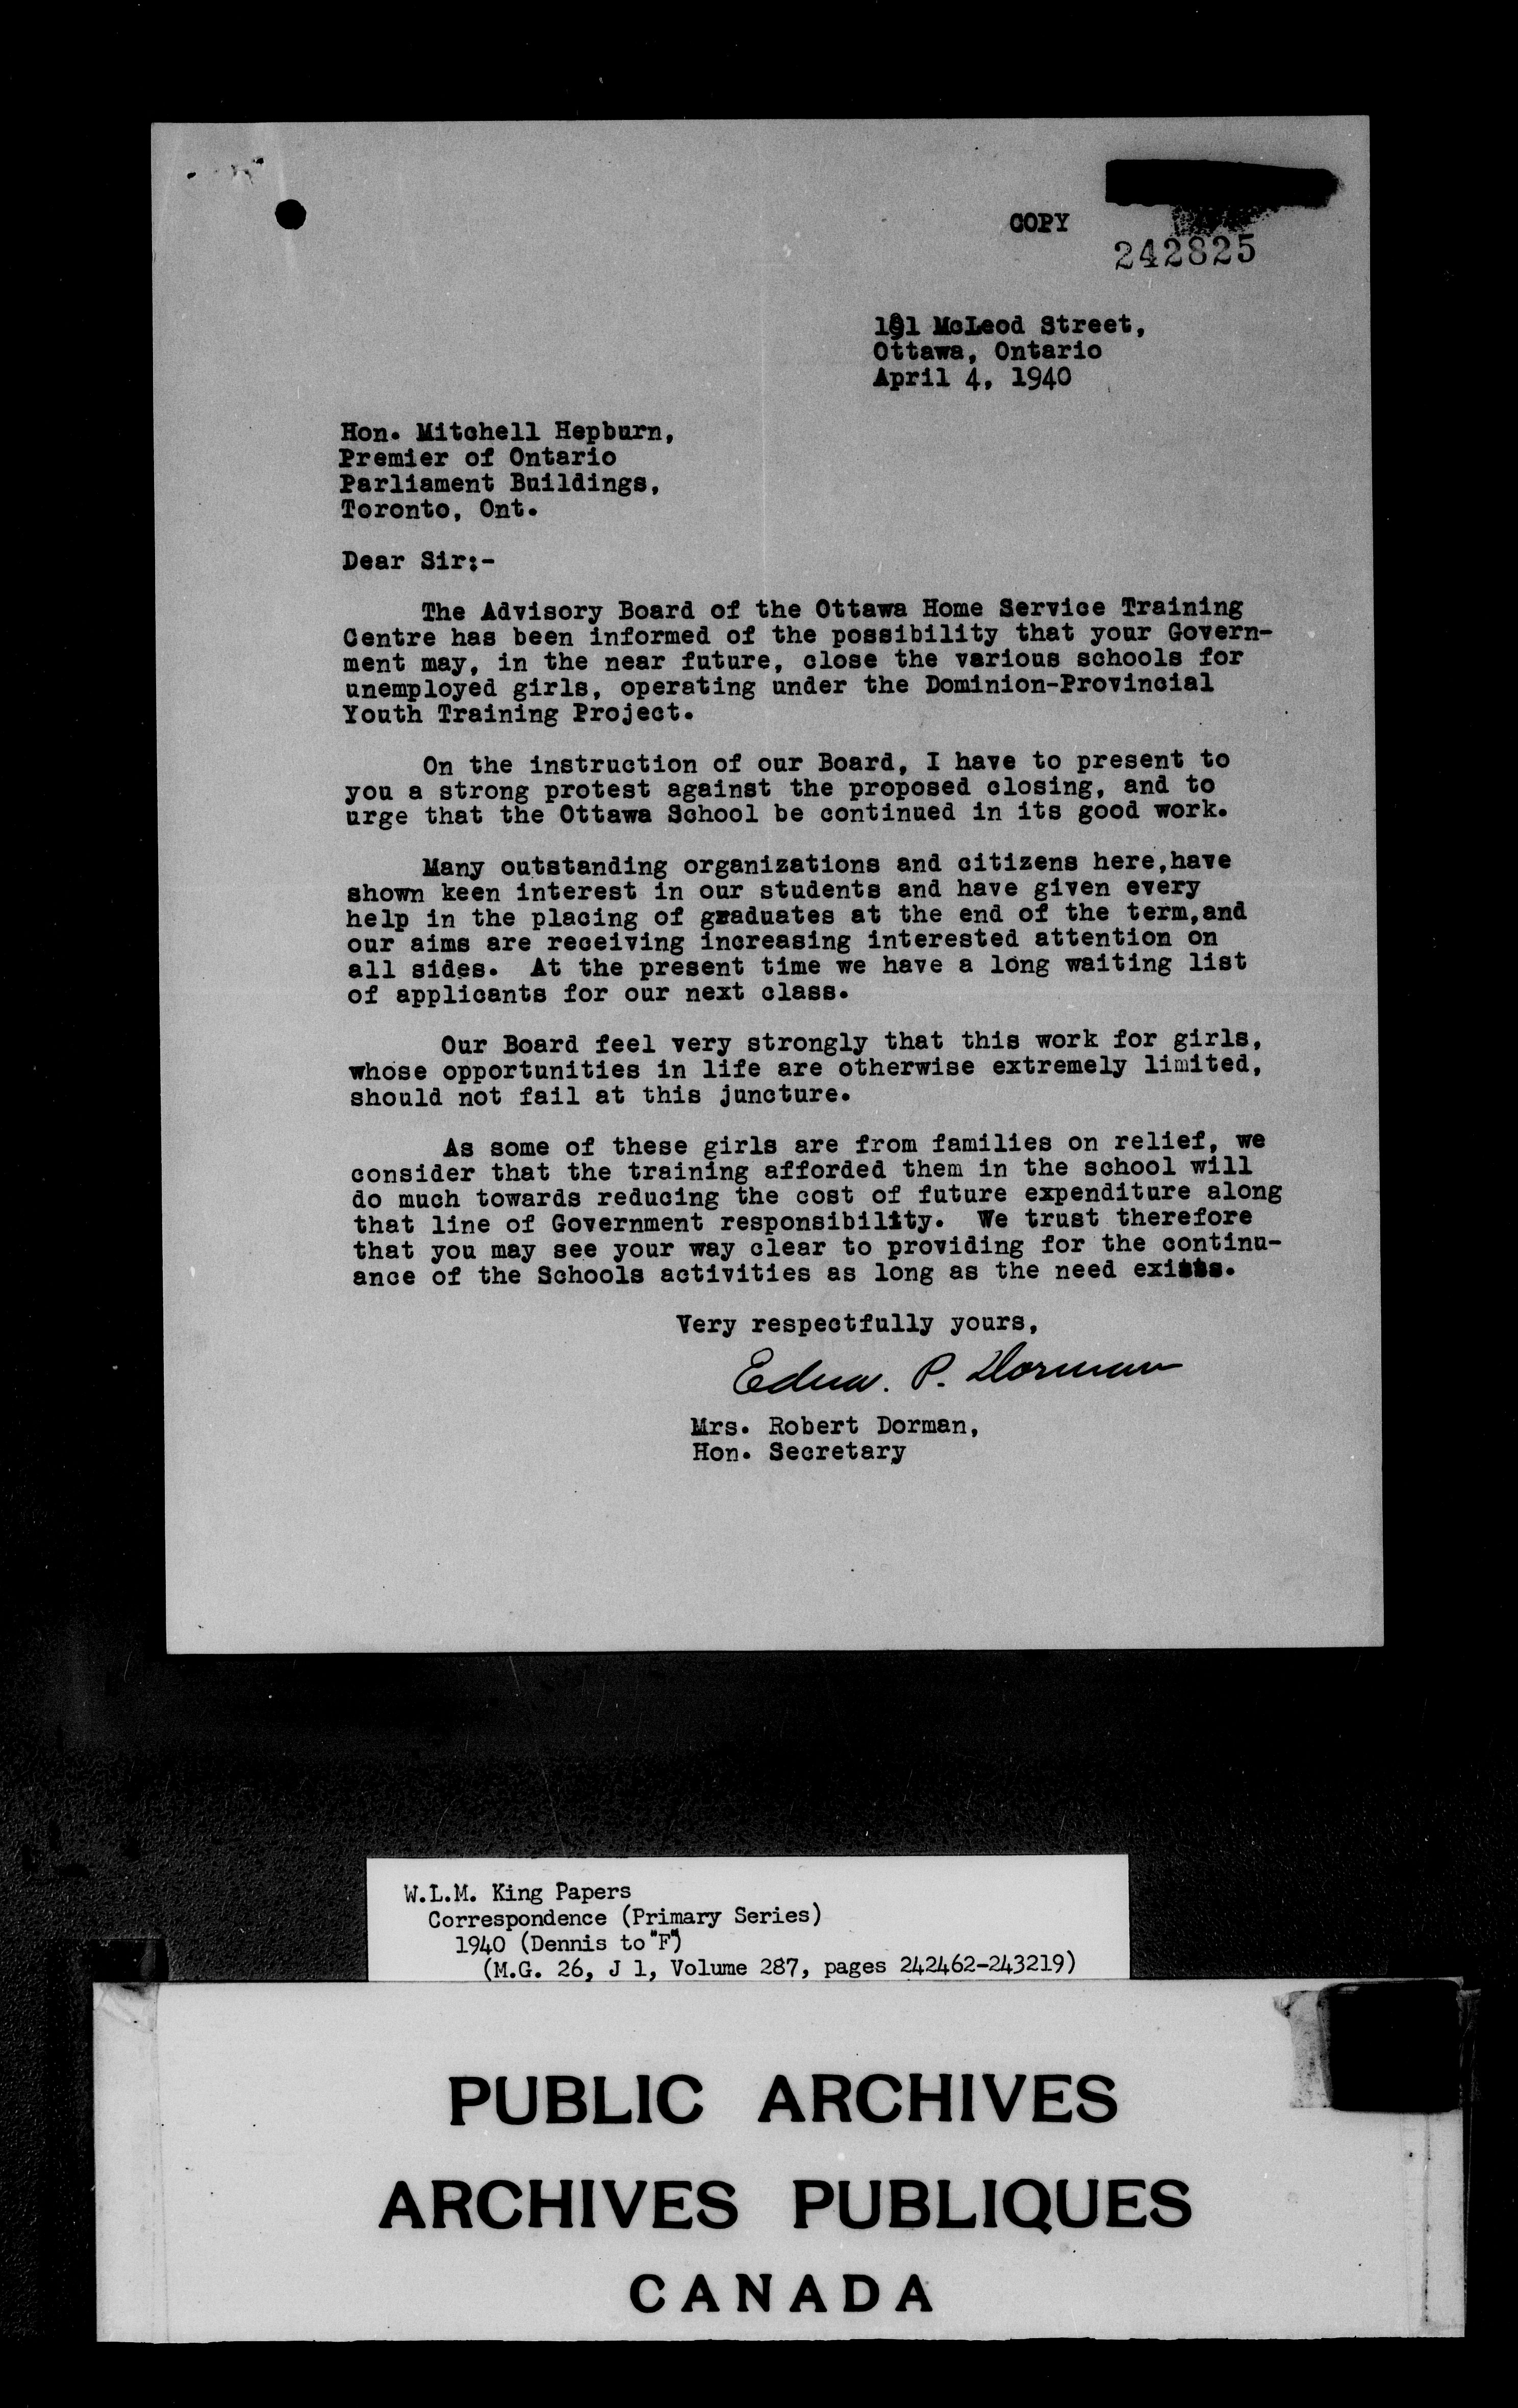 COPY
242825
191 McLeod Street,
Ottawa, Ontario
April 4, 1940
Hon. Mitchell Hepburn,
Premier of Ontario
Parliament Buildings,
Toronto, Ont.
Dear Sir:-
The Advisory Board of the Ottawa Home Service Training
Centre has been informed of the possibility that your Govern-
ment may, in the near future, close the various schools for
unemployed girls, operating under the Dominion-Provincial
Youth Training Project.
On the instruction of our Board, I have to present to
you a strong protest against the proposed closing, and to
urge that the Ottawa School be continued in its good work.
Many outstanding organizations and citizens here,have
shown keen interest in our students and have given every
help in the placing of graduates at the end of the term,and
our aims are receiving increasing interested attention on
all sides. At the present time we have a long waiting list
of applicants for our next class.
Our Board feel very strongly that this work for girls,
whose opportunities in life are otherwise extremely limited,
should not fail at this juncture.
As some of these girls are from families on relief, we
consider that the training afforded them in the school will
do much towards reducing the cost of future expenditure along
that line of Government responsibility. We trust therefore
that you may see your way clear to providing for the continu-
ance of the Schools activities as long as the need exists.
Very respectfully yours,
Edna. P. Dorman
Mrs. Robert Dorman,
Hon. Secretary
W.L.M. King Papers
Correspondence (Primary Series)
1940 (Dennis to "F")
(M.G. 26, J 1, Volume 287, pages 242462-243219)
PUBLIC ARCHIVES
ARCHIVES PUBLIQUES
CANADA